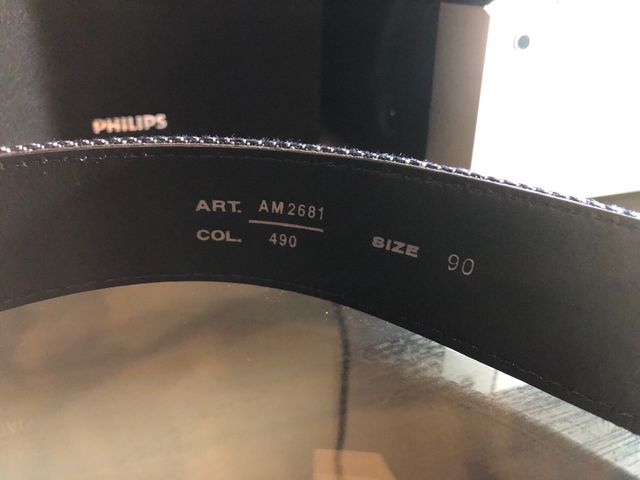 PHILIPS
ART. AM2681
COL. 490
SIZE 90